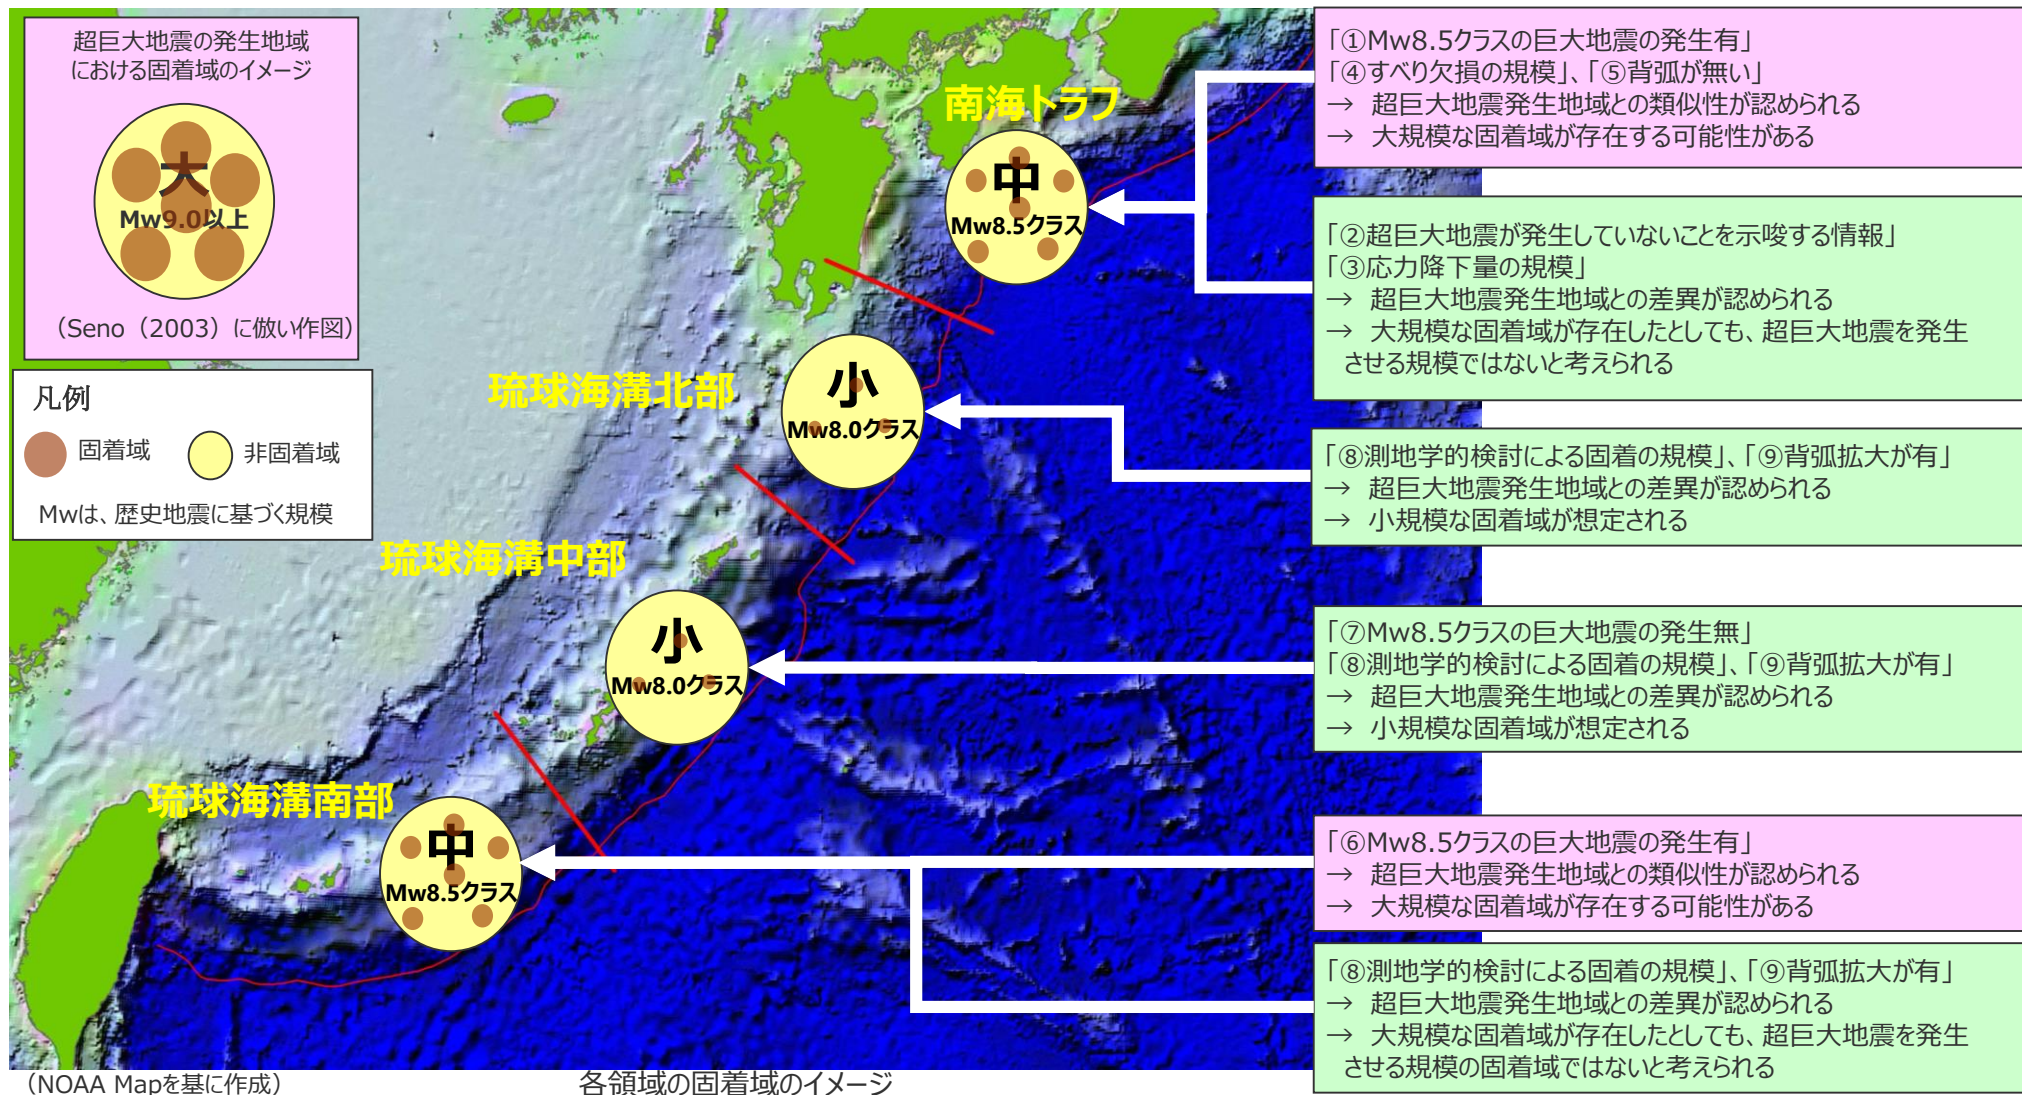 超巨大地震の発生地域
における固着域のイメージ
大
Mw9.0以上
（Seno（2003）に倣い作図）
凡例
固着域
非固着域
Mwは、歴史地震に基づく規模
南海トラフ
中
Mw8.5クラス
琉球海溝北部
小
Mw8.0クラス
琉球海溝中部
小
Mw8.0クラス
琉球海溝南部
中
Mw8.5クラス
「①Mw8.5クラスの巨大地震の発生有」
「④すべり欠損の規模」、「⑤背弧が無い」
→ 超巨大地震発生地域との類似性が認められる
→ 大規模な固着域が存在する可能性がある
「②超巨大地震が発生していないことを示唆する情報」
「③応力降下量の規模」
→ 超巨大地震発生地域との差異が認められる
→ 大規模な固着域が存在したとしても、超巨大地震を発生
させる規模ではないと考えられる
「⑧測地学的検討による固着の規模」、「⑨背弧拡大が有」
→ 超巨大地震発生地域との差異が認められる
→ 小規模な固着域が想定される
「⑦Mw8.5クラスの巨大地震の発生無」
「⑧測地学的検討による固着の規模」、「⑨背弧拡大が有」
→ 超巨大地震発生地域との差異が認められる
→ 小規模な固着域が想定される
「⑥Mw8.5クラスの巨大地震の発生有」
→ 超巨大地震発生地域との類似性が認められる
→ 大規模な固着域が存在する可能性がある
「⑧測地学的検討による固着の規模」、「⑨背弧拡大が有」
→ 超巨大地震発生地域との差異が認められる
→ 大規模な固着域が存在したとしても、超巨大地震を発生
させる規模の固着域ではないと考えられる
（NOAA Mapを基に作成）
各領域の固着域のイメージ